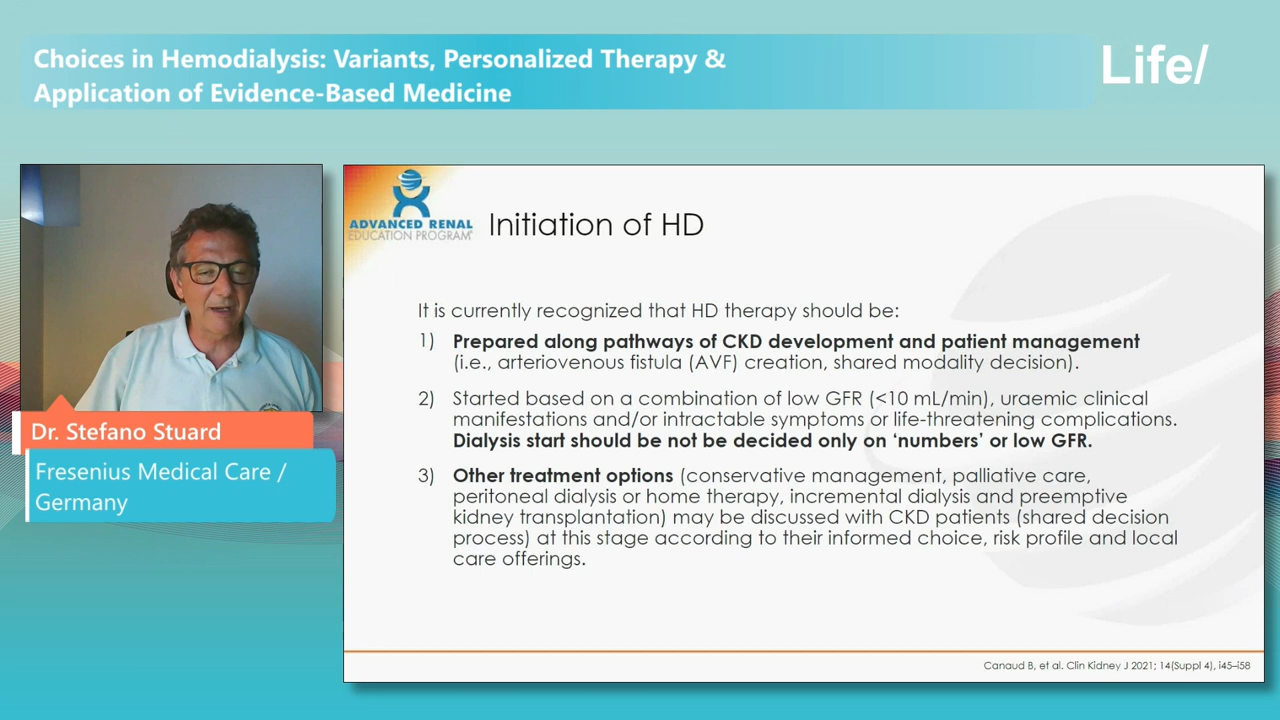 Choices in Hemodialysis: Variants, Personalized Therapy &
Application of Evidence-Based Medicine
Life/
Dr. Stefano Stuard
Fresenius Medical Care /
Germany
ADVANCED RENAL
EDUCATION PROGRAM
Initiation of HD
It is currently recognized that HD therapy should be:
1) Prepared along pathways of CKD development and patient management
(i.e., arteriovenous fistula (AVF) creation, shared modality decision).
2) Started based on a combination of low GFR (<10 mL/min), uraemic clinical
manifestations and/or intractable symptoms or life-threatening complications.
Dialysis start should be not be decided only on ‘numbers’ or low GFR.
3) Other treatment options (conservative management, palliative care,
peritoneal dialysis or home therapy, incremental dialysis and preemptive
kidney transplantation) may be discussed with CKD patients (shared decision
process) at this stage according to their informed choice, risk profile and local
care offerings.
Canaud B, et al. Clin Kidney J 2021; 14(Suppl 4), i45–i58